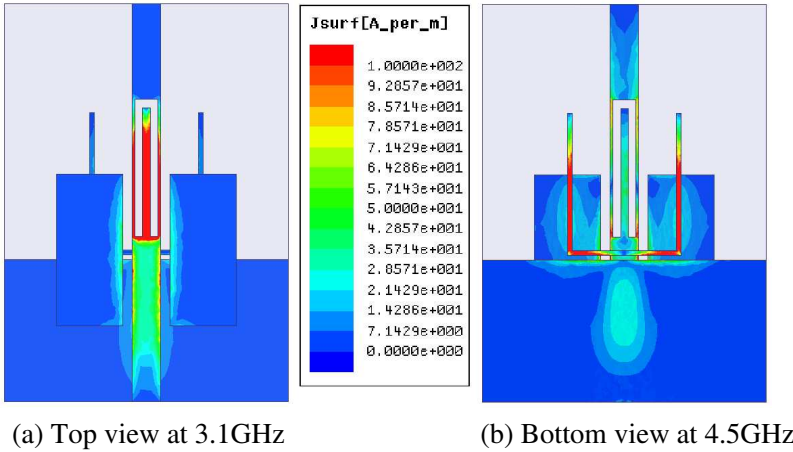 Jsurf[A_per_m]
1.0000e+002
9.2857e+001
8.5714e+001
7.8571e+001
7.1429e+001
6.4286e+001
5.7143e+001
5.0000e+001
4.2857e+001
3.5714e+001
2.8571e+001
2.1429e+001
1.4286e+001
7.1429e+000
0.0000e+000
(a) Top view at 3.1GHz
(b) Bottom view at 4.5GHz